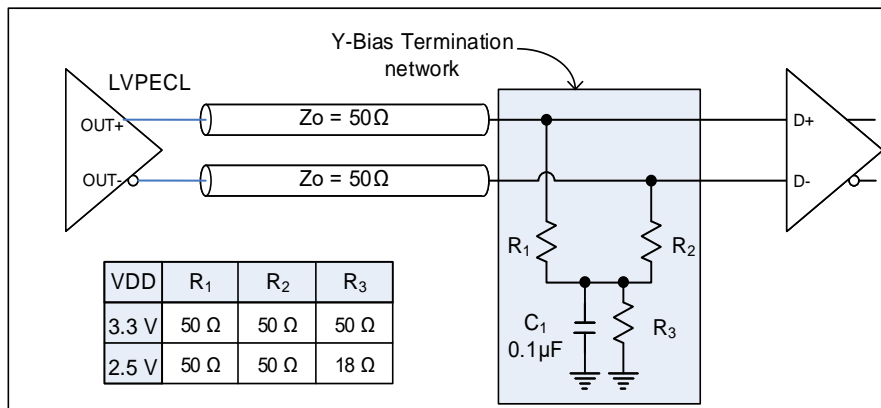 Y-Bias Termination
network
LVPECL
OUT+
Zo = 50Ω
D+
OUT-
Zo = 50Ω
D-
R₁
R₂
VDD R₁ R₂ R₃
3.3 V 50 Ω 50 Ω 50 Ω
2.5 V 50 Ω 50 Ω 18 Ω
C₁
0.1µF
R₃